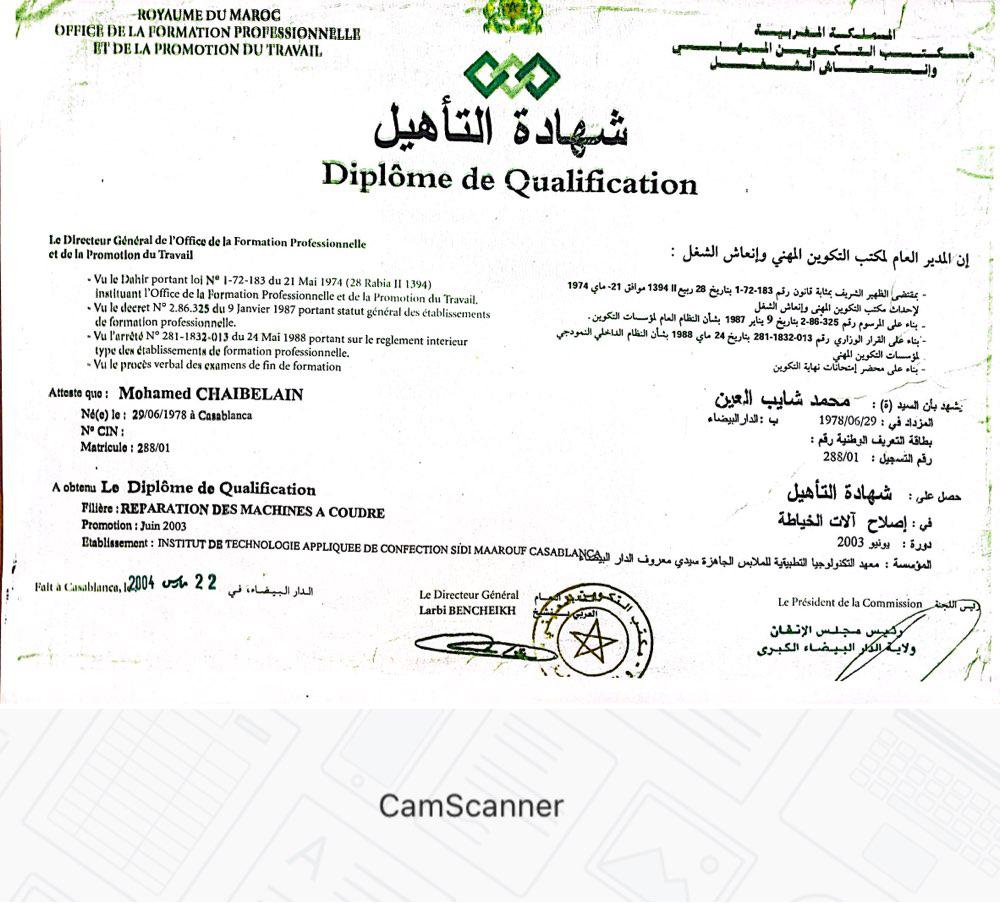 ROYAUME DU MAROC
OFFICE DE LA FORMATION PROFESSIONNELLE
ET DE LA PROMOTION DU TRAVAIL
المملكة المغربية
مكتب التكوين المهني
وإنعاش الشغل
شهادة التأهيل
Diplôme de Qualification
Le Directeur Général de l'Office de la Formation Professionnelle
et de la Promotion du Travail
- Vu le Dahir portant loi N° 1-72-183 du 21 Mai 1974 (28 Rabia II 1394)
instituant l'Office de la Formation Professionnelle et de la Promotion du Travail.
- Vu le decret N° 2.86.325 du 9 Janvier 1987 portant statut général des établissements
de formation professionnelle.
- Vu l'arrêté N° 281-1832-013 du 24 Mai 1988 portant sur le reglement interieur
type des établissements de formation professionnelle.
- Vu le procès verbal des examens de fin de formation
إن المدير العام لمكتب التكوين المهني وإنعاش الشغل :
- بمقتضى الظهير الشريف بمثابة قانون رقم 183-72-1 بتاريخ 28 ربيع II 1394 موافق 21- ماي 1974
لإحداث مكتب التكوين المهني وإنعاش الشغل
- بناء على المرسوم رقم 325-86-2 بتاريخ 9 يناير 1987 بشأن النظام العام لمؤسسات التكوين .
- بناء على القرار الوزاري رقم 013-1832-281 بتاريخ 24 ماي 1988 بشأن النظام الداخلي النموذجي
لمؤسسات التكوين المهني
- بناء على محضر إمتحانات نهاية التكوين
Atteste que : Mohamed CHAIBELAIN
Né(e) le : 29/06/1978 à Casablanca
N° CIN :
Matricule : 288/01
يشهد بأن السيد (ة) : محمد شايب العين
المزداد في : 1978/06/29 ب : الدار البيضاء
بطاقة التعريف الوطنية رقم :
رقم التسجيل : 288/01
A obtenu Le Diplôme de Qualification
Filière : REPARATION DES MACHINES A COUDRE
Promotion : Juin 2003
Etablissement : INSTITUT DE TECHNOLOGIE APPLIQUEE DE CONFECTION SIDI MAAROUF CASABLANCA
حصل على : شهادة التأهيل
في : إصلاح آلات الخياطة
دورة : يونيو 2003
المؤسسة : معهد التكنولوجيا التطبيقية للملابس الجاهزة سيدي معروف الدار البيضاء
Fait à Casablanca, le 22 مارس 2004 الدار البيضاء، في
Le Directeur Général
Larbi BENCHEIKH
Le Président de la Commission رئيس اللجنة
رئيس مجلس الإتقان
ولاية الدار البيضاء الكبرى
CamScanner